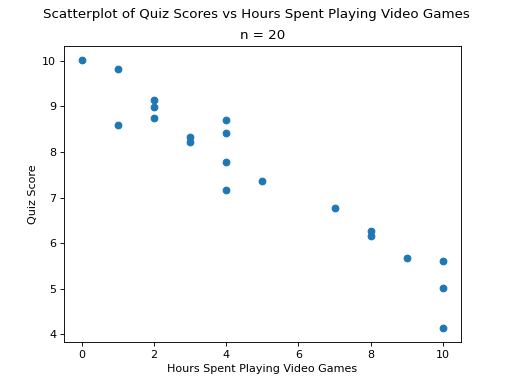 Scatterplot of Quiz Scores vs Hours Spent Playing Video Games
n = 20
10
9
8
7
6
5
4
Quiz Score
0 2 4 6 8 10
Hours Spent Playing Video Games